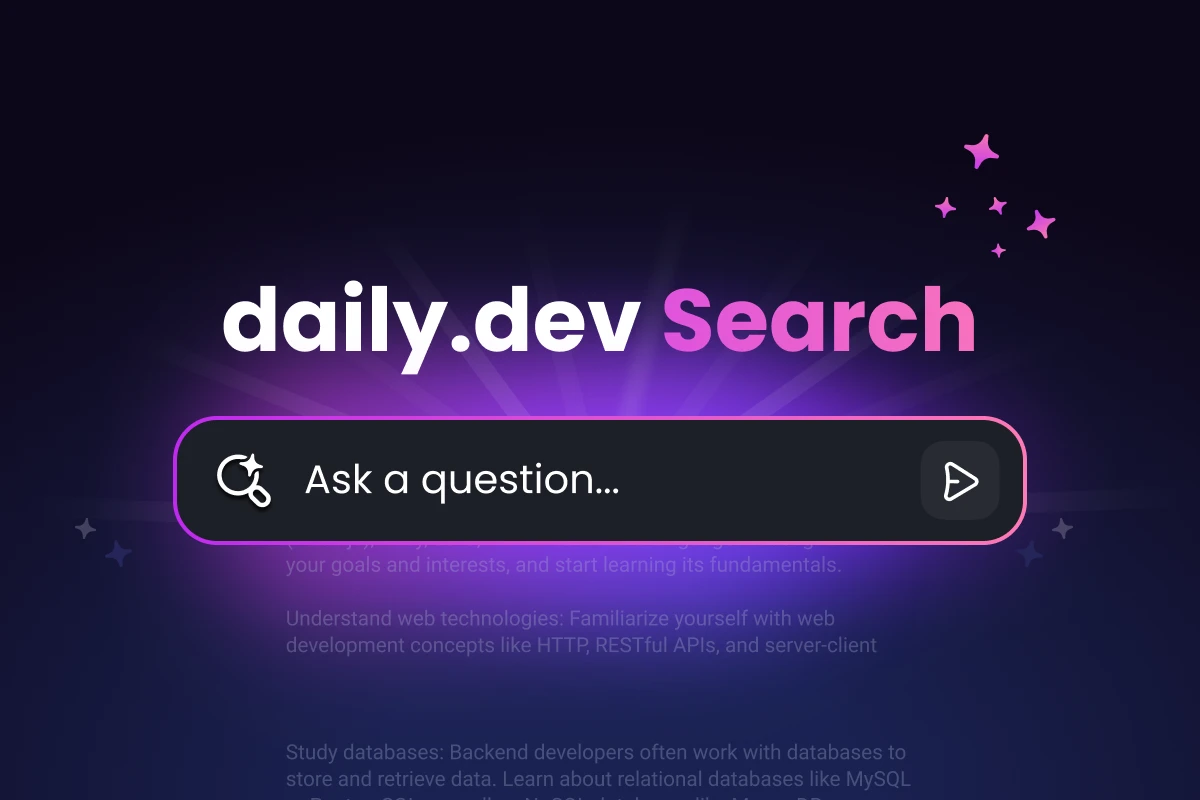 daily.dev Search
Ask a question...
your goals and interests, and start learning its fundamentals.
Understand web technologies: Familiarize yourself with web
development concepts like HTTP, RESTful APIs, and server-client
Study databases: Backend developers often work with databases to
store and retrieve data. Learn about relational databases like MySQL